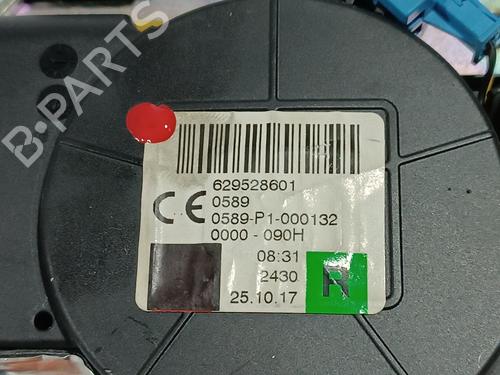 B-PARTS
629528601
0589
0589-P1-000132
0000 - 090H
CE
08:31
2430
25.10.17
R